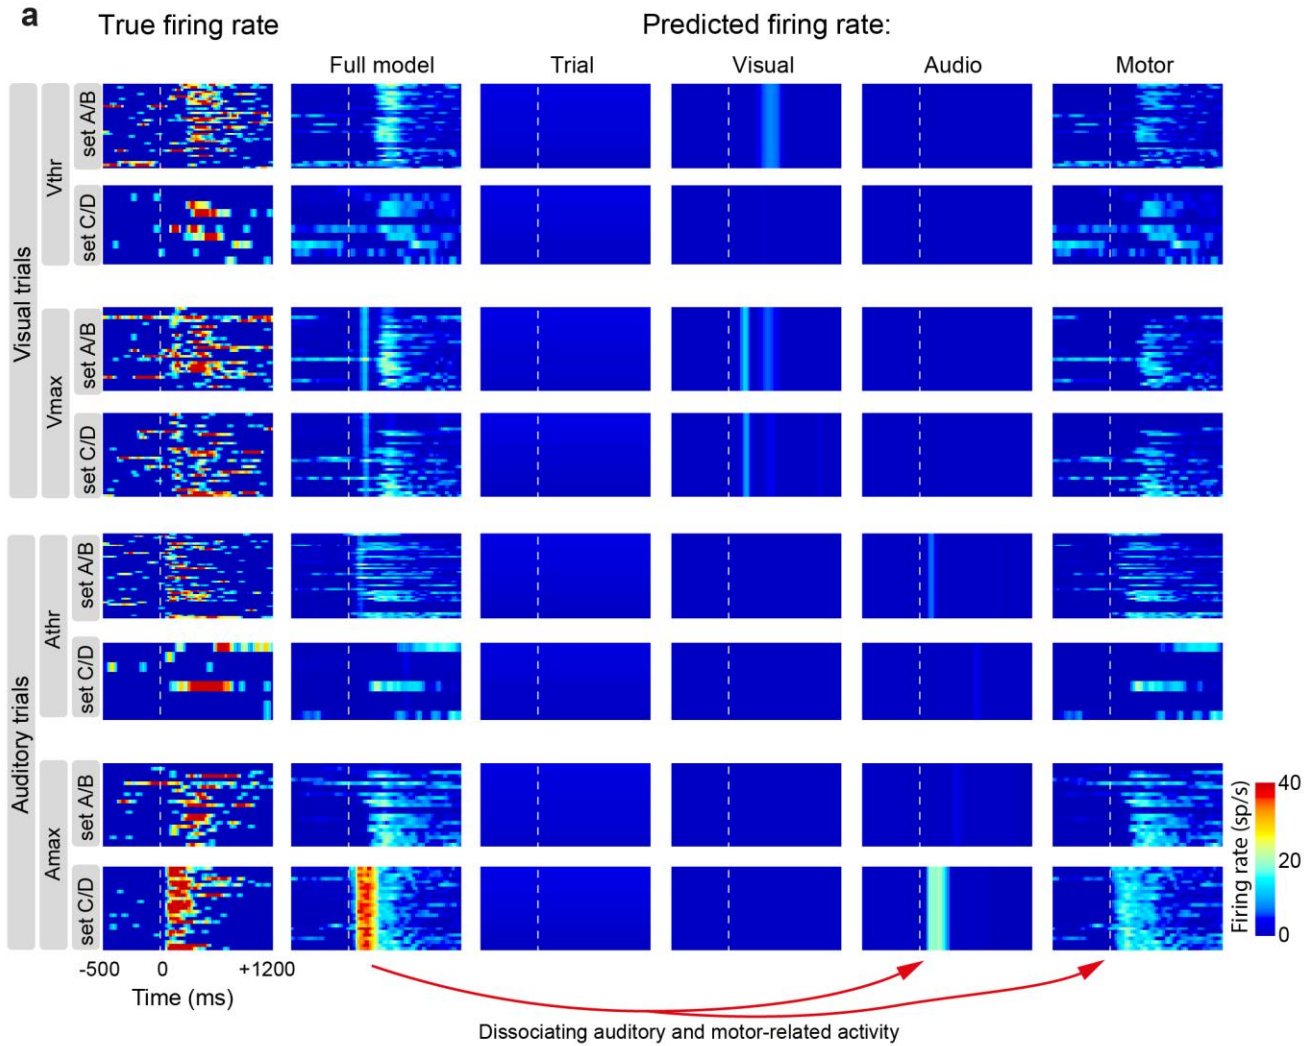 a
True firing rate
Predicted firing rate:
Full model
Trial
Visual
Audio
Motor
Visual trials
Vthr
set A/B
set C/D
Vmax
set A/B
set C/D
Auditory trials
Athr
set A/B
set C/D
Amax
set A/B
set C/D
-500
0
+1200
Time (ms)
Firing rate (sp/s)
40
20
0
Dissociating auditory and motor-related activity